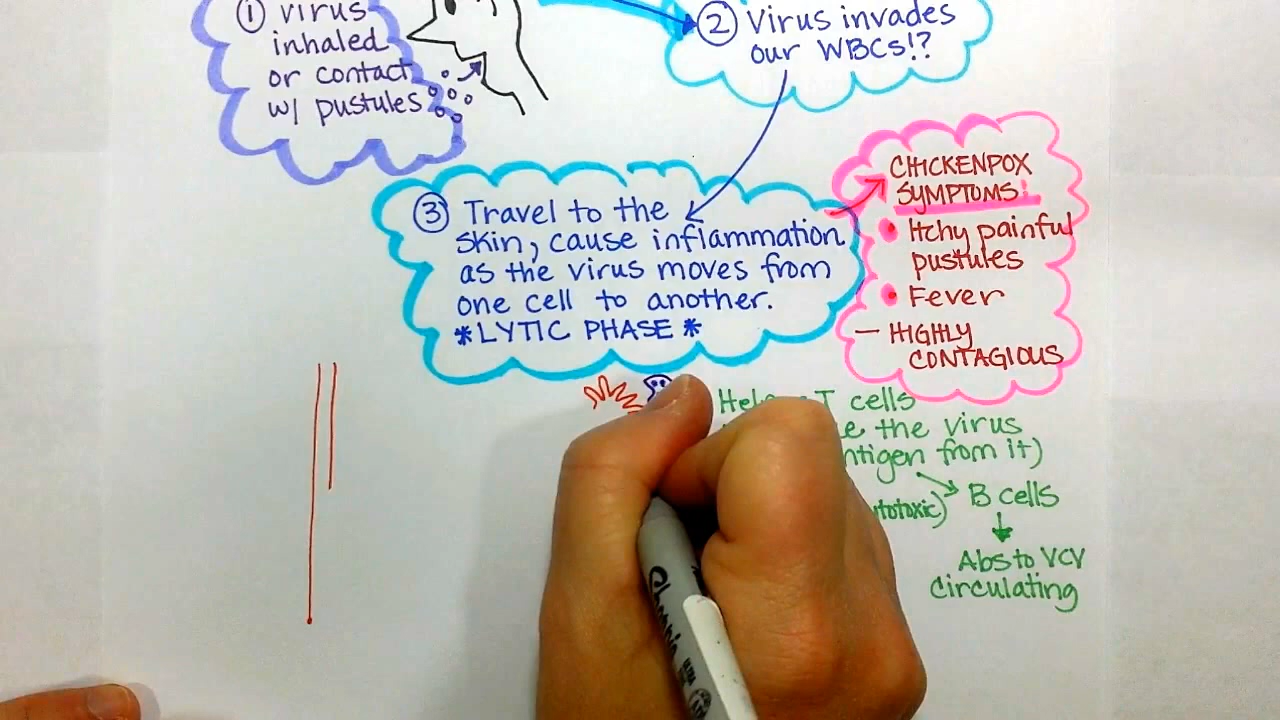 ① Virus
inhaled
or contact
w/ pustules
② Virus invades
our WBCs!?
③ Travel to the
skin, cause inflammation
as the virus moves from
one cell to another.
*LYTIC PHASE*
CHICKENPOX
SYMPTOMS!
• Itchy painful
pustules
• Fever
— HIGHLY
CONTAGIOUS
T cells
the virus
from it)
B cells
Abs to VCV
circulating
Sharpie